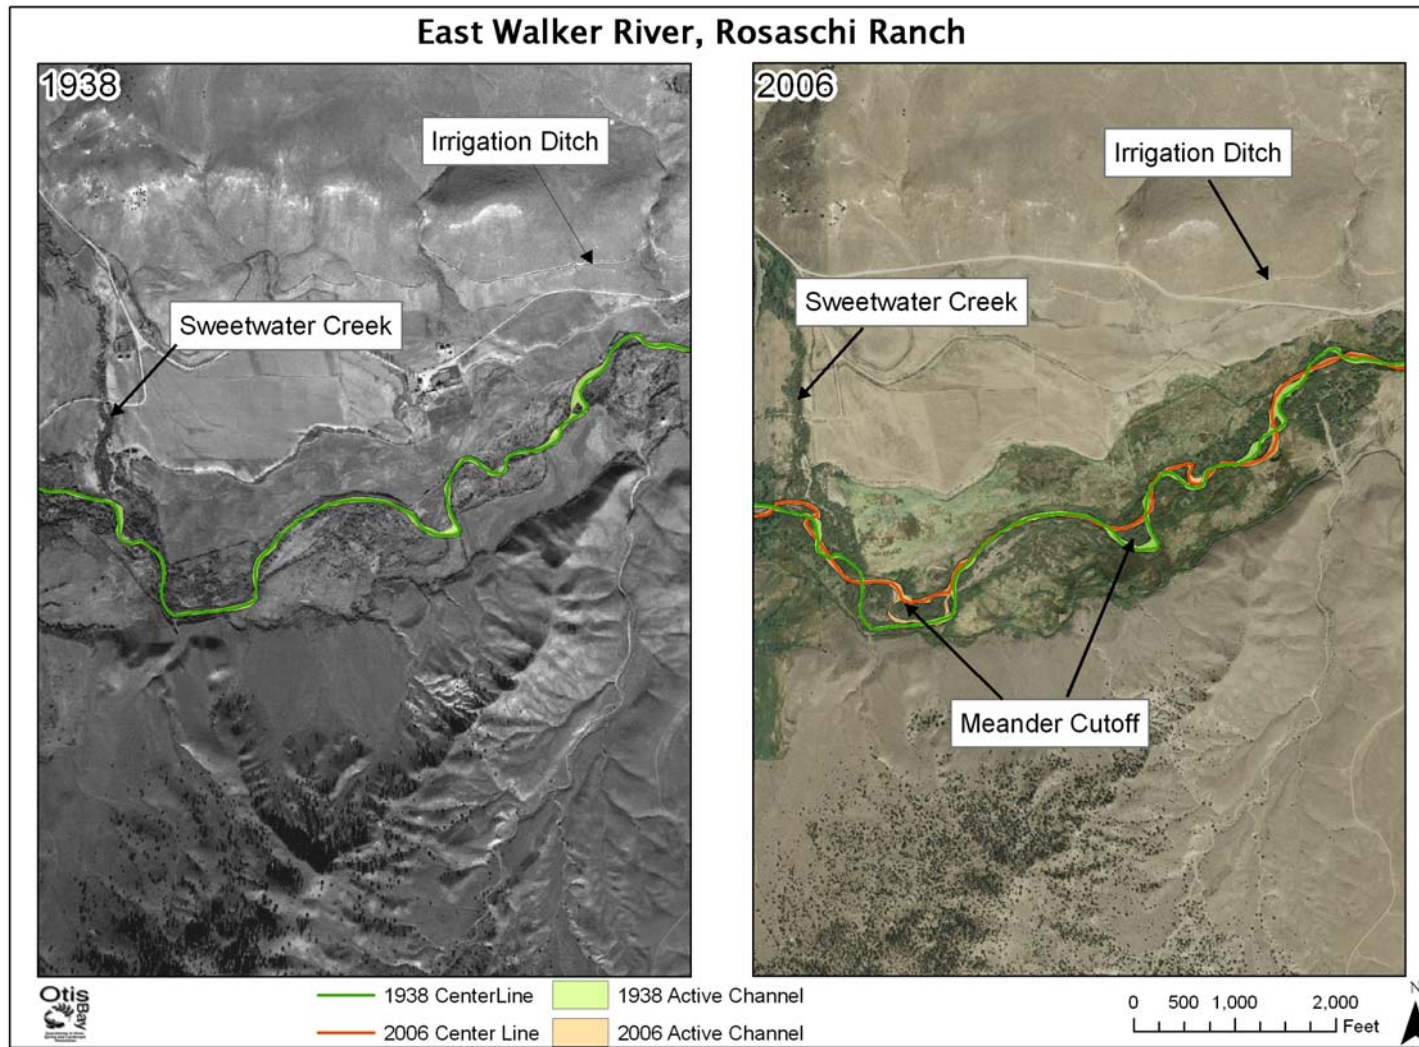 East Walker River, Rosaschi Ranch
1938
Irrigation Ditch
Sweetwater Creek
2006
Irrigation Ditch
Sweetwater Creek
Meander Cutoff
Otis
Bay
1938 CenterLine
1938 Active Channel
2006 Center Line
2006 Active Channel
0 500 1,000 2,000
Feet
N